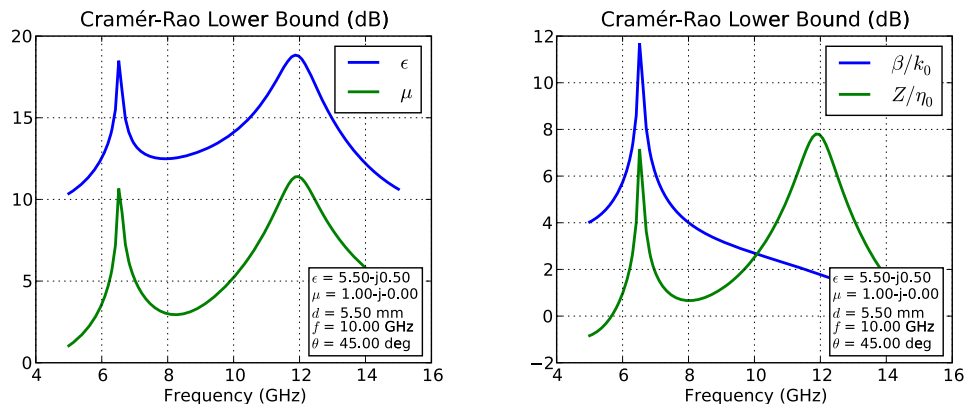 Cramér-Rao Lower Bound (dB)
20
15
10
5
0
4 6 8 10 12 14 16
Frequency (GHz)
ϵ
μ
ϵ = 5.50-j0.50
μ = 1.00-j-0.00
d = 5.50 mm
f = 10.00 GHz
θ = 45.00 deg
Cramér-Rao Lower Bound (dB)
12
10
8
6
4
2
0
−2
4 6 8 10 12 14 16
Frequency (GHz)
β/k₀
Z/η₀
ϵ = 5.50-j0.50
μ = 1.00-j-0.00
d = 5.50 mm
f = 10.00 GHz
θ = 45.00 deg